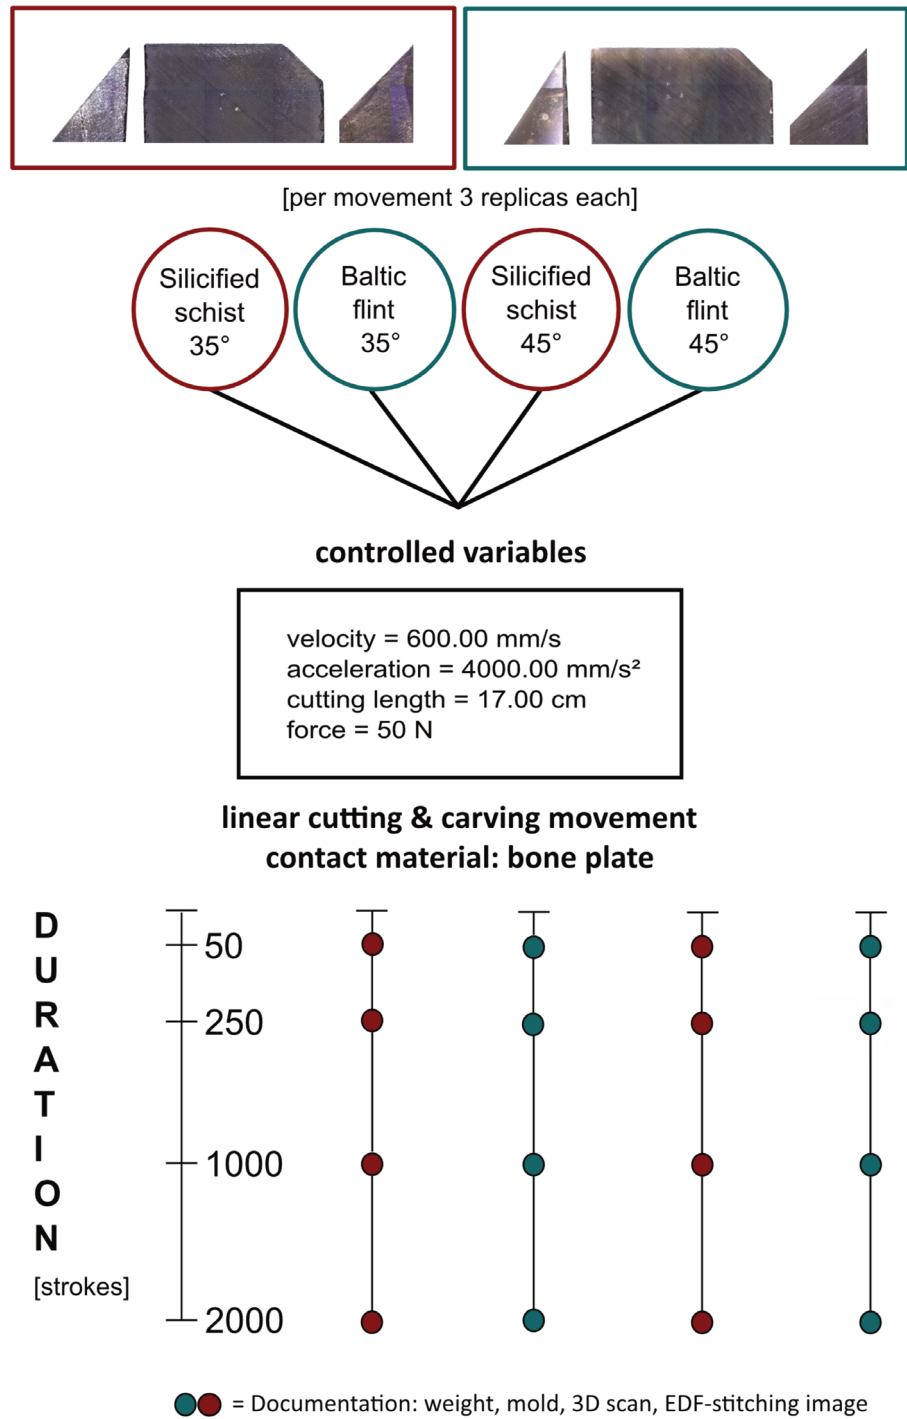 [per movement 3 replicas each]
Silicified
schist
35°
Baltic
flint
35°
Silicified
schist
45°
Baltic
flint
45°
controlled variables
velocity = 600.00 mm/s
acceleration = 4000.00 mm/s²
cutting length = 17.00 cm
force = 50 N
linear cutting & carving movement
contact material: bone plate
DURATION
[strokes]
50
250
1000
2000
= Documentation: weight, mold, 3D scan, EDF-stitching image